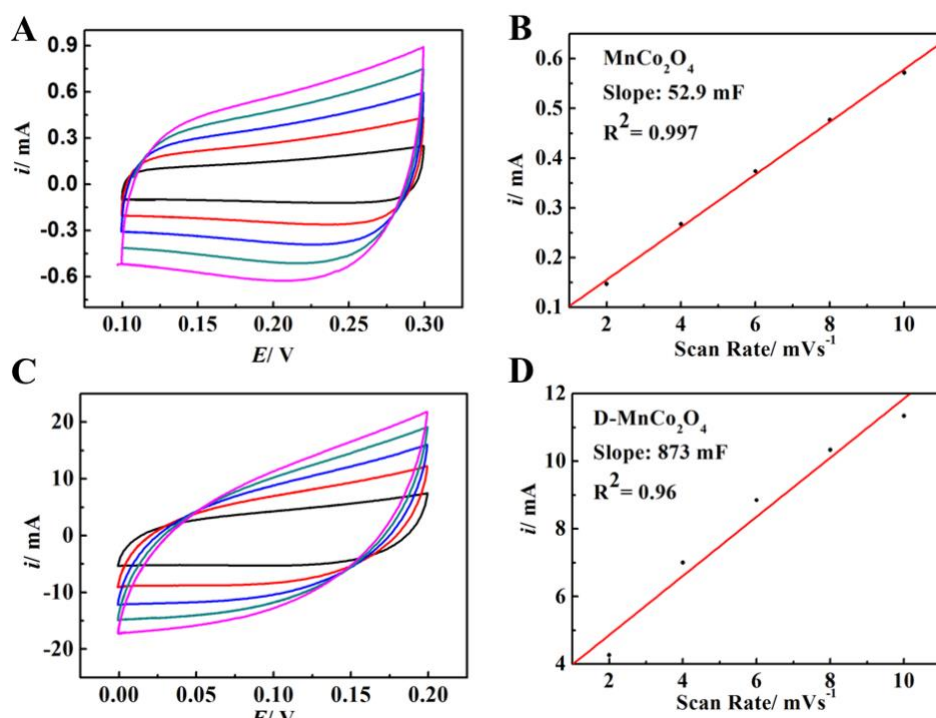 A
0.9
0.6
0.3
0.0
-0.3
-0.6
i/ mA
0.10 0.15 0.20 0.25 0.30
E/ V
B
MnCo₂O₄
Slope: 52.9 mF
R²= 0.997
0.6
0.5
0.4
0.3
0.2
0.1
i/ mA
2 4 6 8 10
Scan Rate/ mVs⁻¹
C
20
10
0
-10
-20
i/ mA
0.00 0.05 0.10 0.15 0.20
E/ V
D
D-MnCo₂O₄
Slope: 873 mF
R²= 0.96
12
10
8
6
4
i/ mA
2 4 6 8 10
Scan Rate/ mVs⁻¹